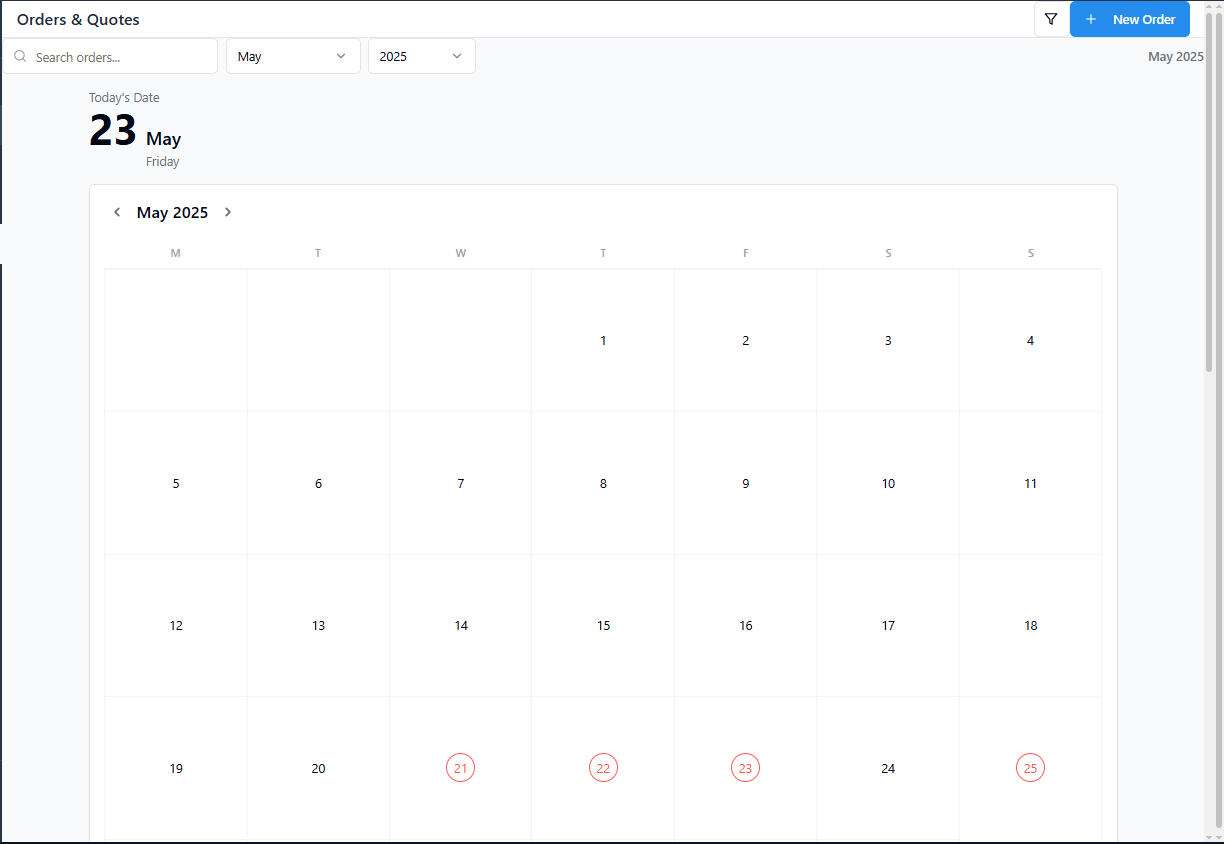 Orders & Quotes
New Order
Search orders...
May
2025
May 2025
Today's Date
23 May
Friday
May 2025
M T W T F S S
1 2 3 4
5 6 7 8 9 10 11
12 13 14 15 16 17 18
19 20 21 22 23 24 25